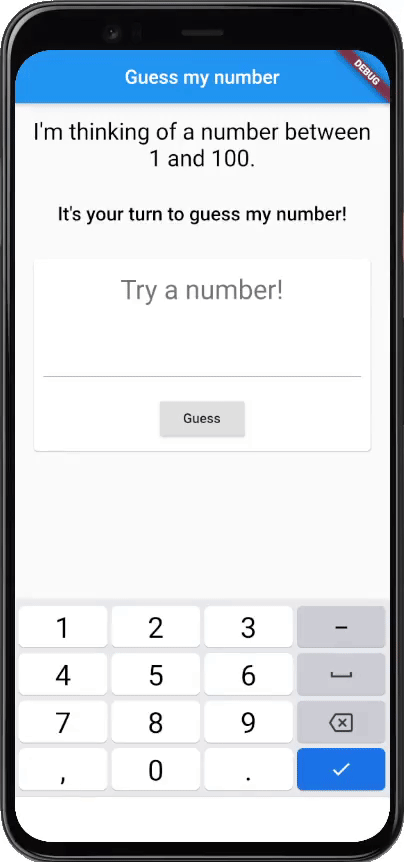 Guess my number
DEBUG
I'm thinking of a number between
1 and 100.
It's your turn to guess my number!
Try a number!
Guess
1 2 3 –
4 5 6
7 8 9
, 0 .